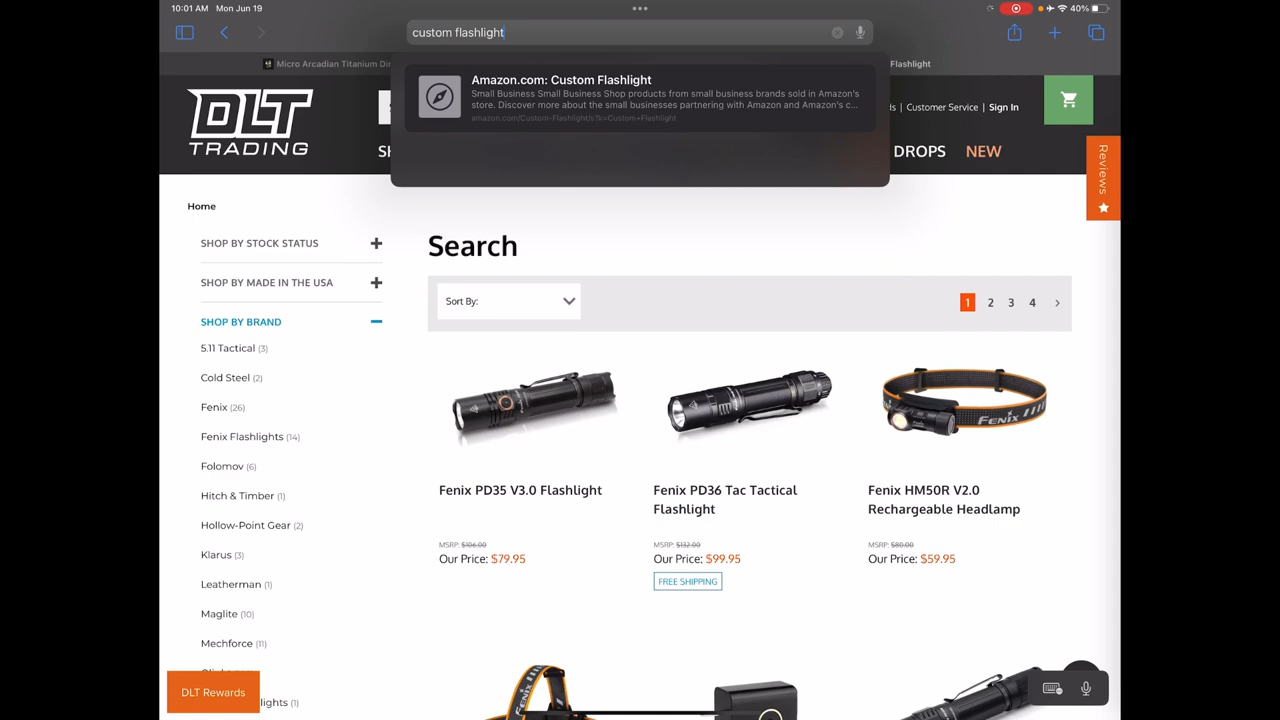 10:01 AM Mon Jun 19
40%
custom flashlight
Micro Arcadian Titanium Di
Flashlight
Amazon.com: Custom Flashlight
Small Business Small Business Shop products from small business brands sold in Amazon's
store. Discover more about the small businesses partnering with Amazon and Amazon's c...
amazon.com/Custom-Flashlight/s?k=Custom+Flashlight
DLT
TRADING
| Customer Service | Sign In
SH
DROPS
NEW
Reviews
Home
SHOP BY STOCK STATUS
SHOP BY MADE IN THE USA
SHOP BY BRAND
5.11 Tactical (3)
Cold Steel (2)
Fenix (26)
Fenix Flashlights (14)
Folomov (6)
Hitch & Timber (1)
Hollow-Point Gear (2)
Klarus (3)
Leatherman (1)
Maglite (10)
Mechforce (11)
lights (1)
DLT Rewards
Search
Sort By:
1 2 3 4 >
FENIX
Fenix PD35 V3.0 Flashlight
MSRP: $106.00
Our Price: $79.95
Fenix PD36 Tac Tactical
Flashlight
MSRP: $132.00
Our Price: $99.95
FREE SHIPPING
Fenix HM50R V2.0
Rechargeable Headlamp
MSRP: $80.00
Our Price: $59.95